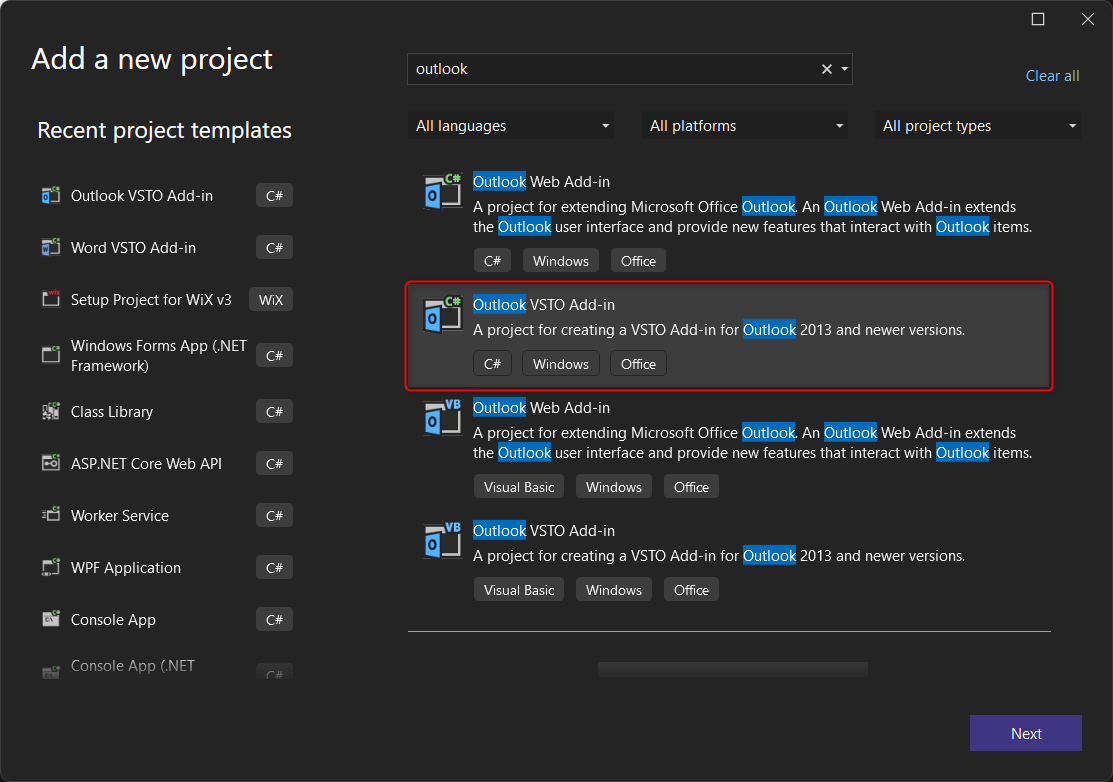 Add a new project
outlook
Clear all
Recent project templates
All languages
All platforms
All project types
Outlook VSTO Add-in
C#
Word VSTO Add-in
C#
Setup Project for WiX v3
WiX
Windows Forms App (.NET
Framework)
C#
Class Library
C#
ASP.NET Core Web API
C#
Worker Service
C#
WPF Application
C#
Console App
C#
Console App (.NET
C#
C#
Outlook Web Add-in
A project for extending Microsoft Office Outlook. An Outlook Web Add-in extends
the Outlook user interface and provide new features that interact with Outlook items.
C#
Windows
Office
C#
Outlook VSTO Add-in
A project for creating a VSTO Add-in for Outlook 2013 and newer versions.
C#
Windows
Office
VB
Outlook Web Add-in
A project for extending Microsoft Office Outlook. An Outlook Web Add-in extends
the Outlook user interface and provide new features that interact with Outlook items.
Visual Basic
Windows
Office
VB
Outlook VSTO Add-in
A project for creating a VSTO Add-in for Outlook 2013 and newer versions.
Visual Basic
Windows
Office
Next